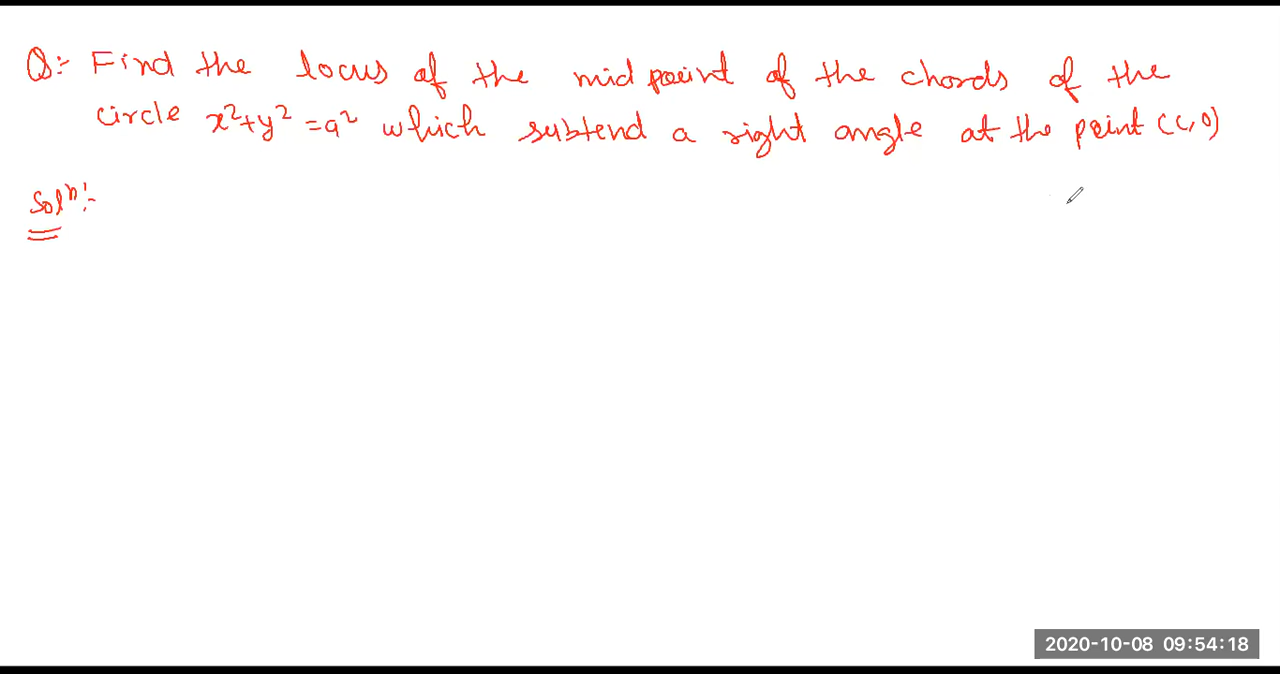 Q:- Find the locus of the mid point of the chords of the
circle x²+y²=a² which subtend a right angle at the point (c,0)
Solⁿ:-
2020-10-08 09:54:18